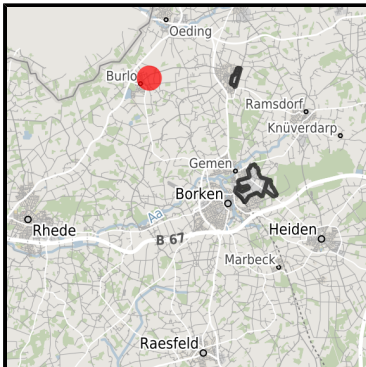 Oeding
Burlo
Ramsdorf
Knüverdarp
Gemen
Borken
Aa
Rhede
B 67
Heiden
Marbeck
Raesfeld